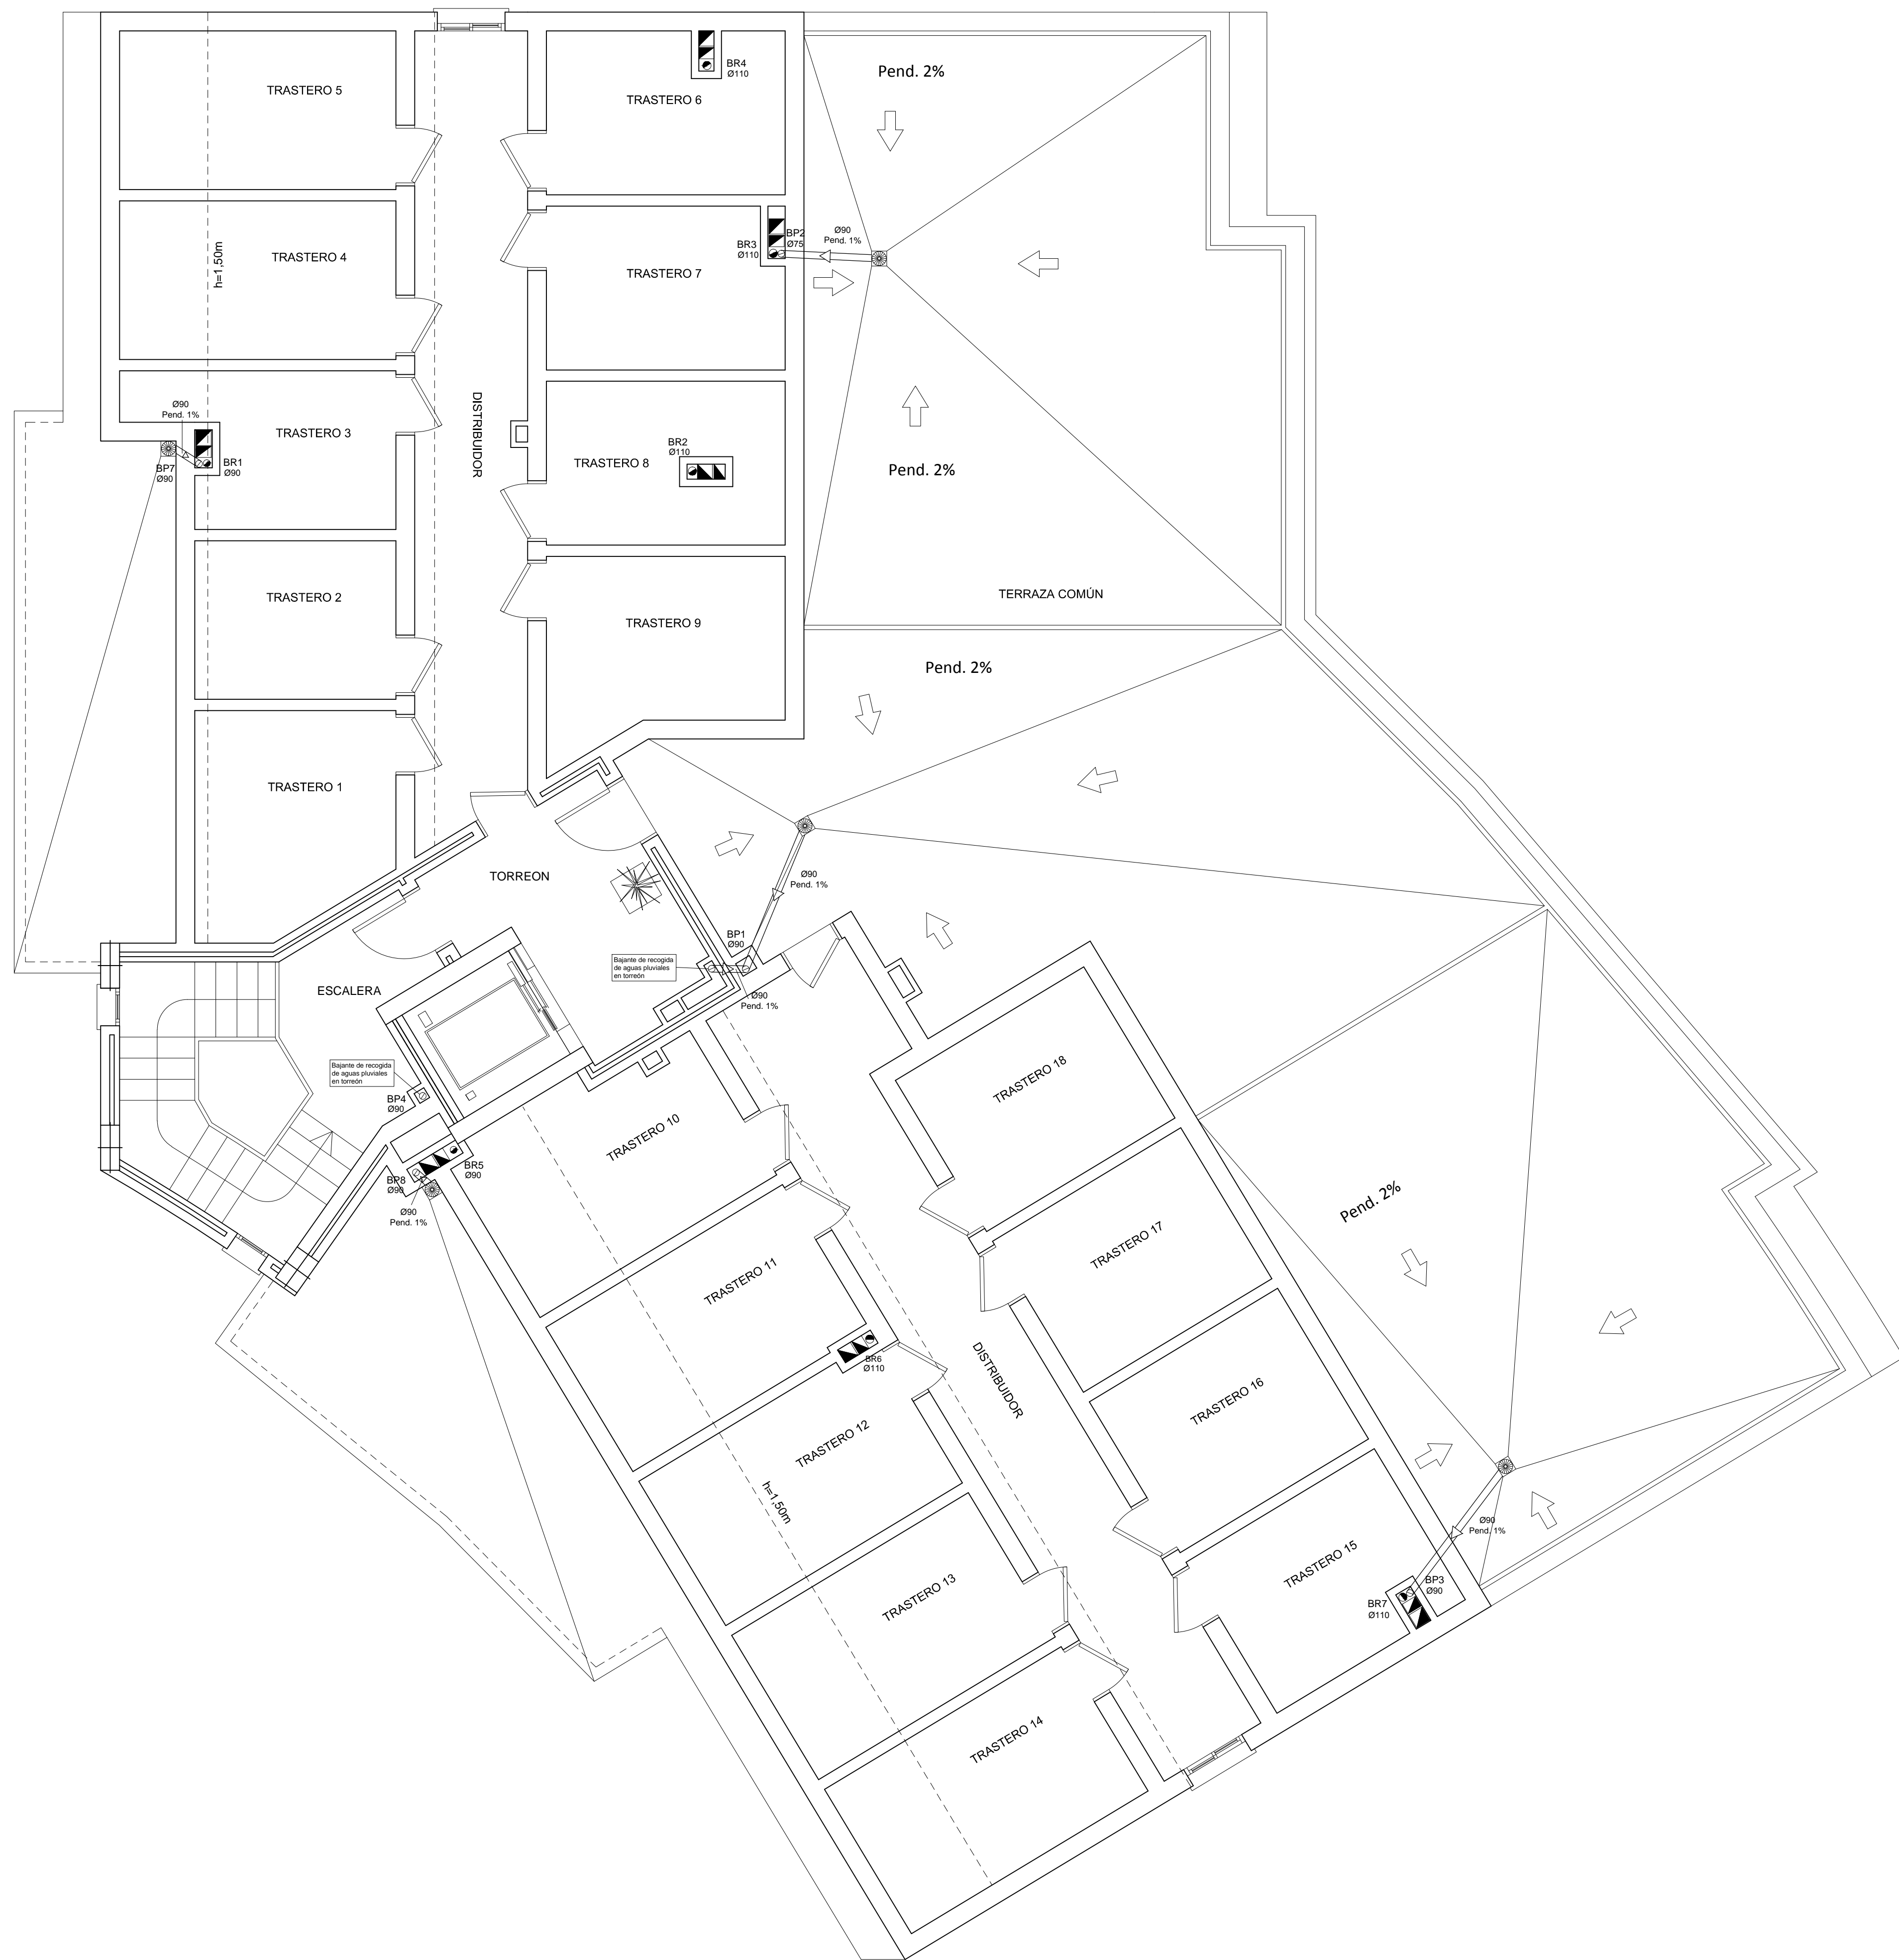 BR4
Ø110
Pend. 2%
TRASTERO 5
TRASTERO 6
BP2
Ø75
Ø90
Pend. 1%
BR3
Ø110
TRASTERO 4
h=1,50m
TRASTERO 7
Ø90
Pend. 1%
DISTRIBUIDOR
TRASTERO 3
BR2
Ø110
TRASTERO 8
BR1
Ø90
BP7
Ø90
Pend. 2%
TERRAZA COMÚN
TRASTERO 2
TRASTERO 9
Pend. 2%
TRASTERO 1
TORREON
Ø90
Pend. 1%
BP1
Ø90
Bajante de recogida
de aguas pluviales
en torreón
ESCALERA
Ø90
Pend. 1%
Bajante de recogida
de aguas pluviales
en torreón
BP4
Ø90
TRASTERO 18
TRASTERO 10
BR5
Ø90
BP8
Ø90
Ø90
Pend. 1%
Pend. 2%
TRASTERO 17
TRASTERO 11
BR6
Ø110
DISTRIBUIDOR
TRASTERO 16
TRASTERO 12
h=1,50m
Ø90
Pend. 1%
TRASTERO 15
TRASTERO 13
BP3
Ø90
BR7
Ø110
TRASTERO 14